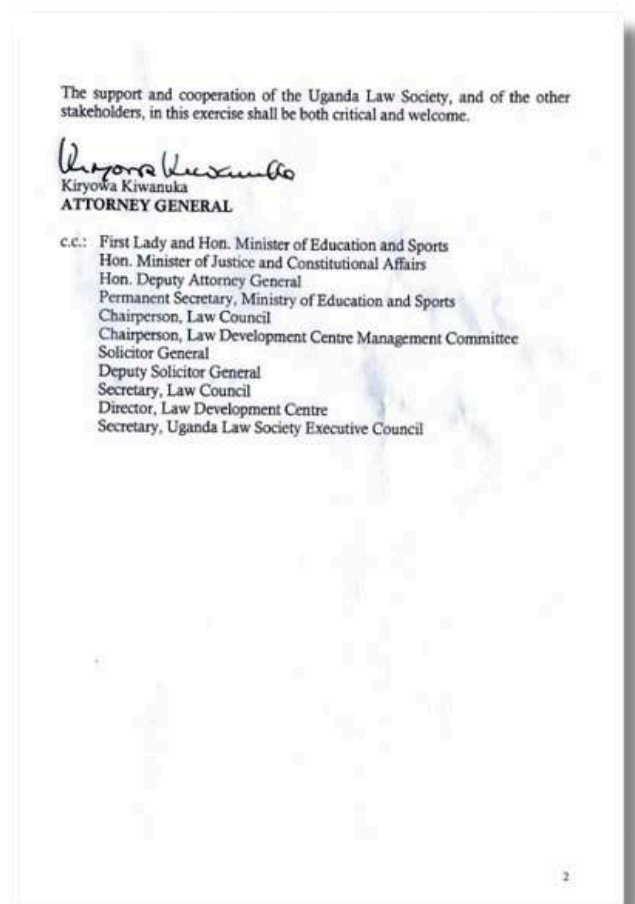 The support and cooperation of the Uganda Law Society, and of the other
stakeholders, in this exercise shall be both critical and welcome.
Kiryowa Kiwanuka
Kiryowa Kiwanuka
ATTORNEY GENERAL
c.c.: First Lady and Hon. Minister of Education and Sports
Hon. Minister of Justice and Constitutional Affairs
Hon. Deputy Attorney General
Permanent Secretary, Ministry of Education and Sports
Chairperson, Law Council
Chairperson, Law Development Centre Management Committee
Solicitor General
Deputy Solicitor General
Secretary, Law Council
Director, Law Development Centre
Secretary, Uganda Law Society Executive Council
2